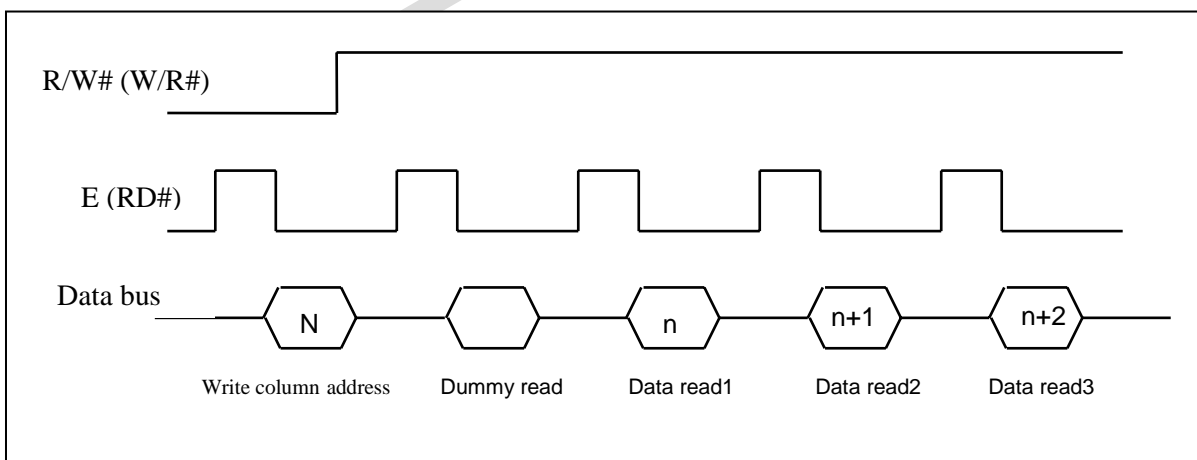 R/W# (W/R#)
E (RD#)
Data bus
N
n
n+1
n+2
Write column address
Dummy read
Data read1
Data read2
Data read3